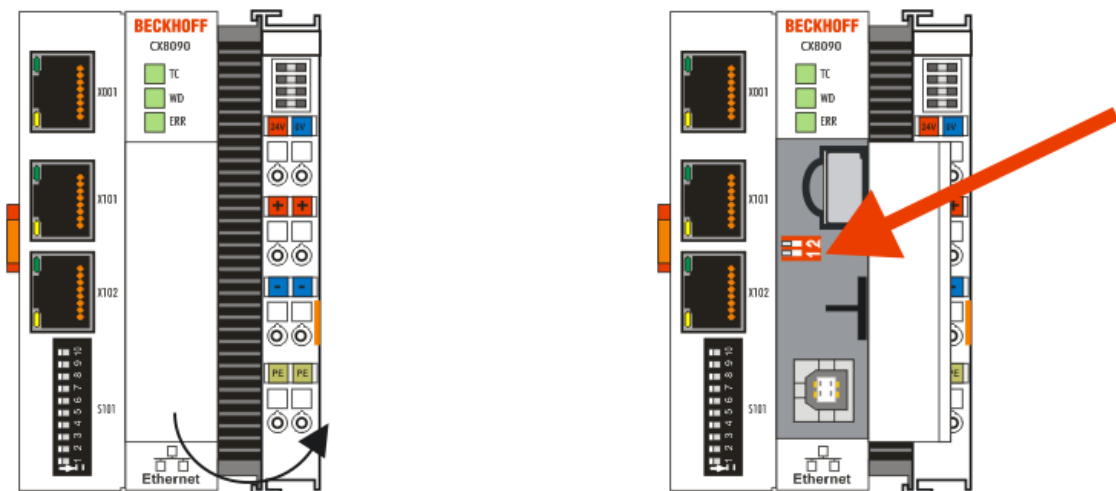 BECKHOFF
CX8090
TC
WD
ERR
X001
X101
X102
S101
24V 0V
+ +
- -
PE PE
10
9
8
7
6
5
4
3
2
1
Ethernet
BECKHOFF
CX8090
TC
WD
ERR
X001
X101
X102
S101
24V 0V
+
-
PE
1 2
10
9
8
7
6
5
4
3
2
1
Ethernet